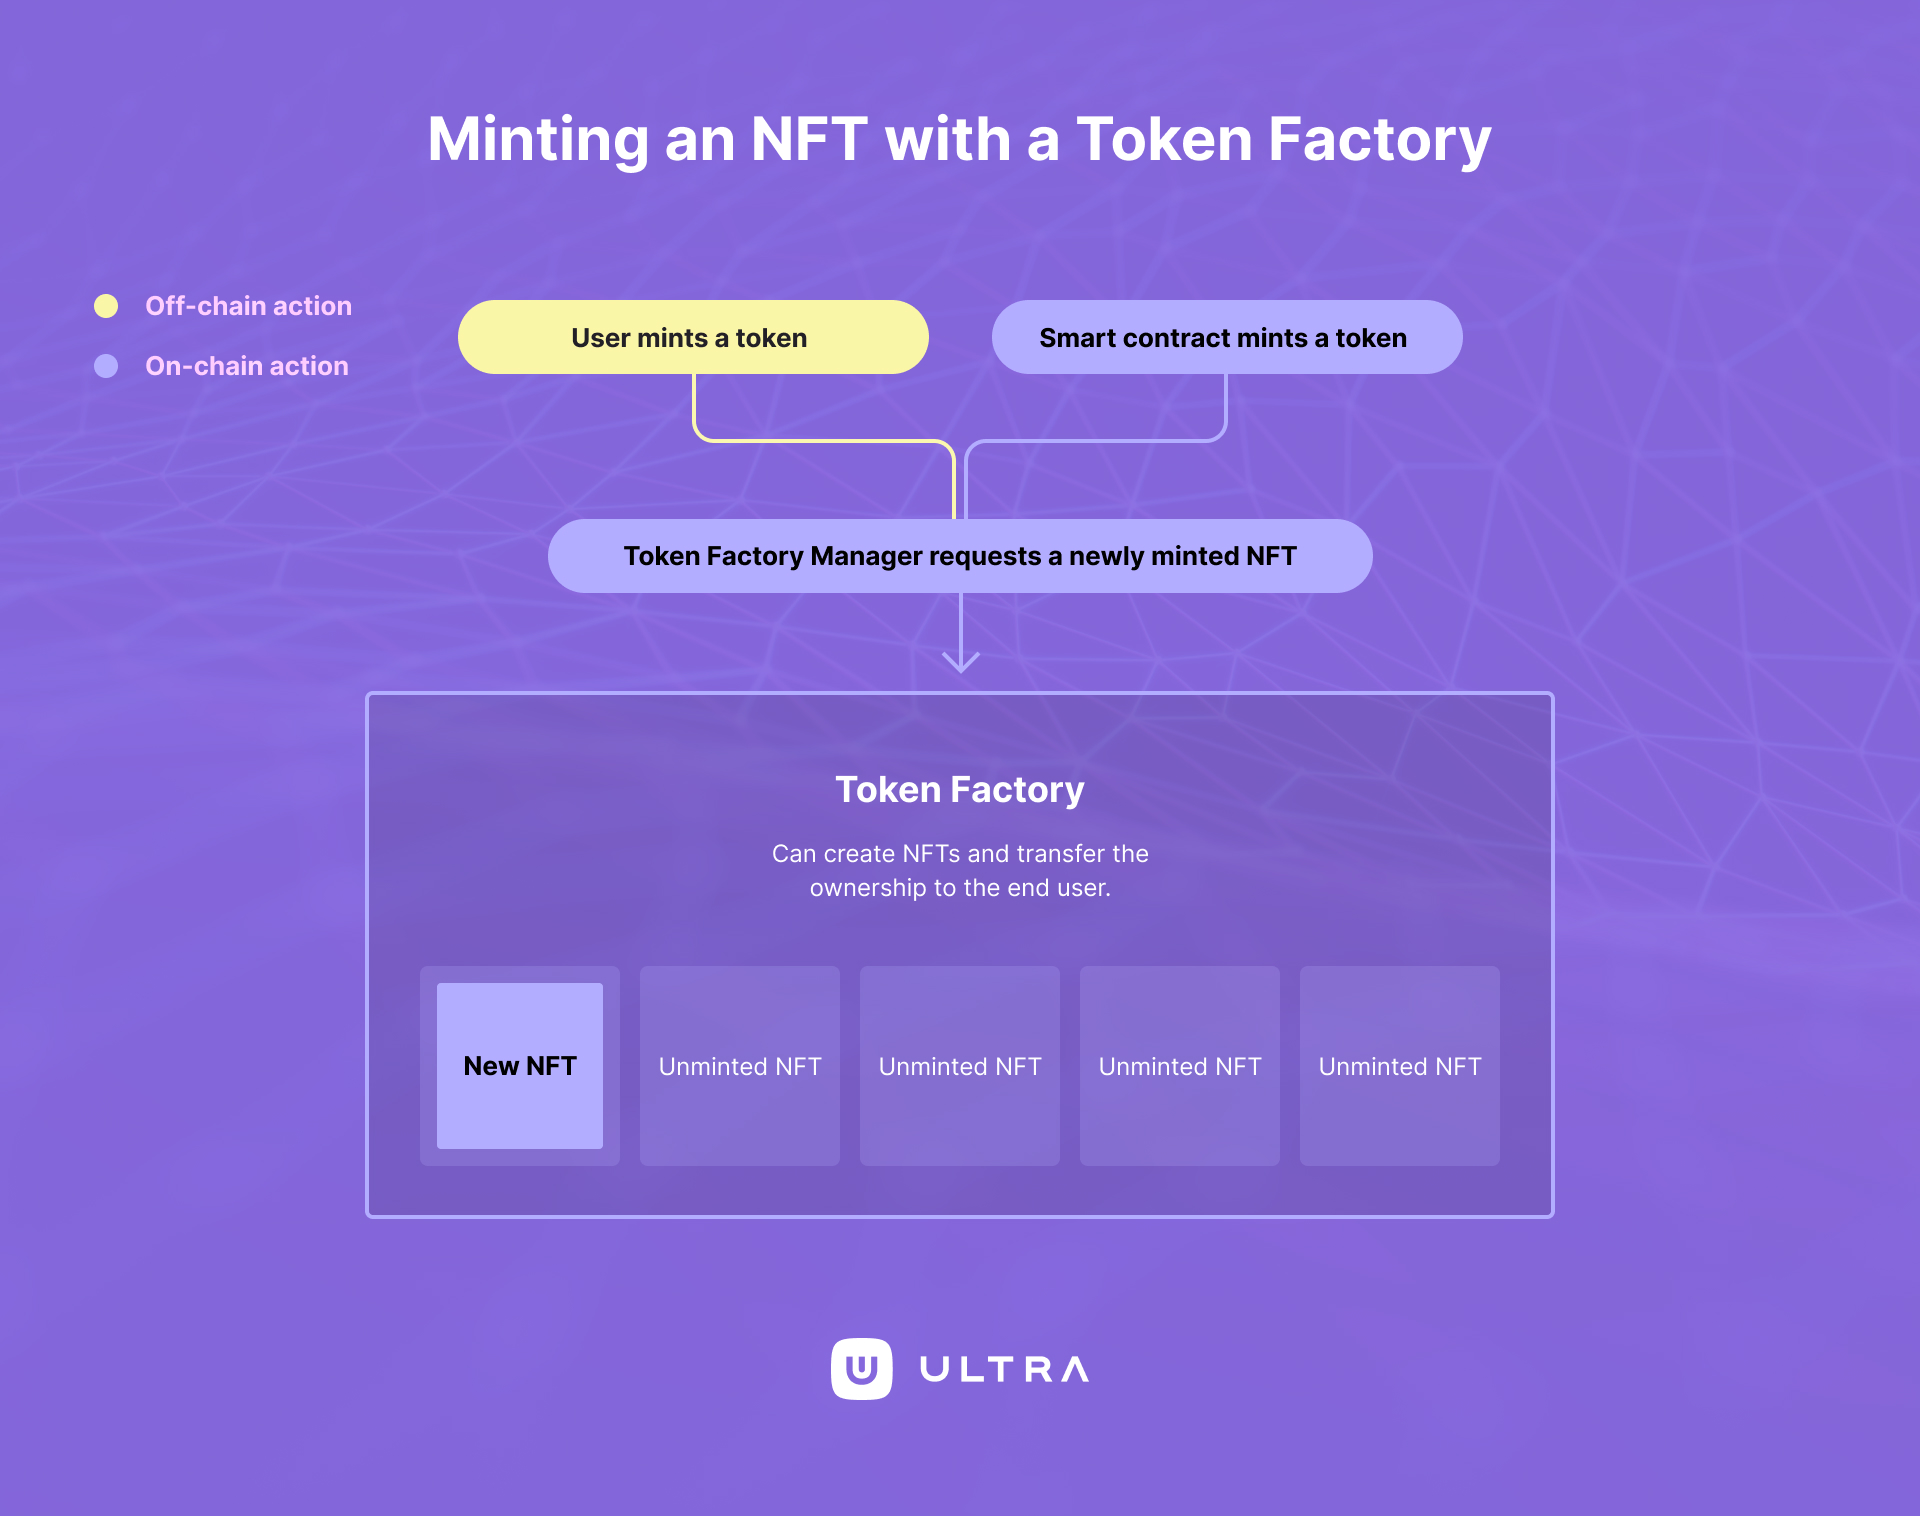 Minting an NFT with a Token Factory
Off-chain action
On-chain action
User mints a token
Smart contract mints a token
Token Factory Manager requests a newly minted NFT
Token Factory
Can create NFTs and transfer the
ownership to the end user.
New NFT
Unminted NFT
Unminted NFT
Unminted NFT
Unminted NFT
ULTRA